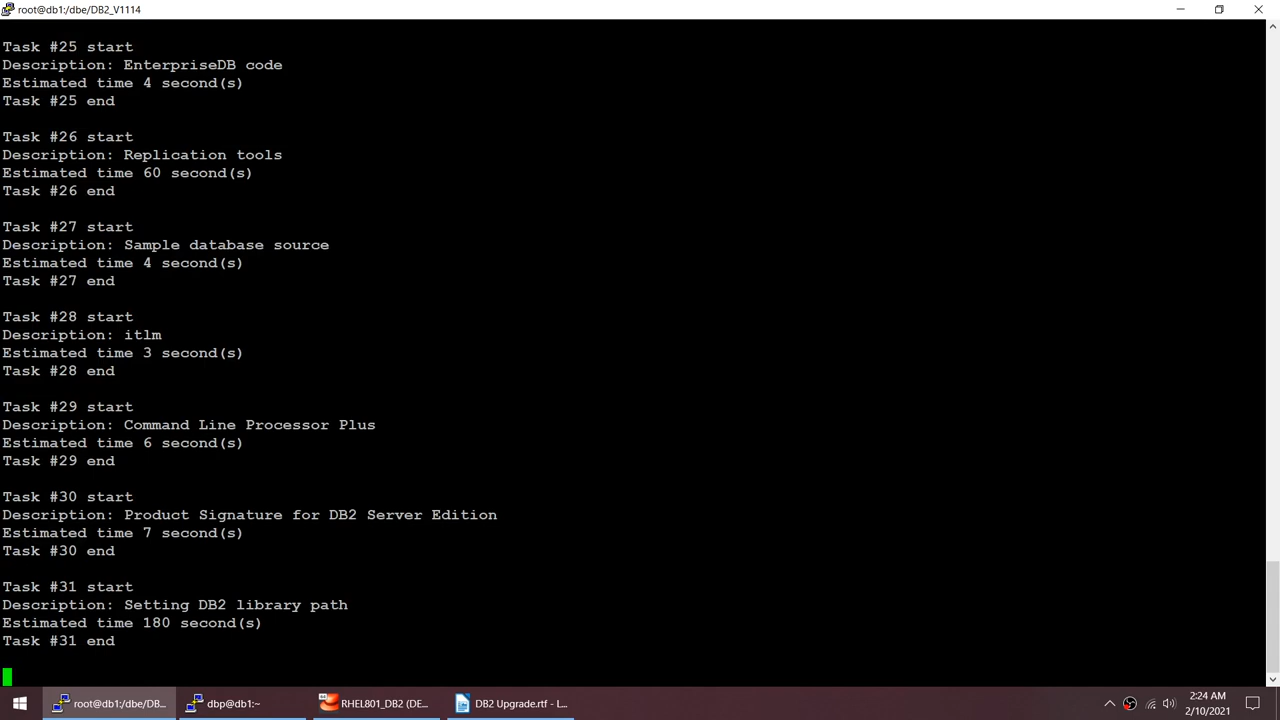 root@db1:/dbe/DB2_V1114
Task #25 start
Description: EnterpriseDB code
Estimated time 4 second(s)
Task #25 end
Task #26 start
Description: Replication tools
Estimated time 60 second(s)
Task #26 end
Task #27 start
Description: Sample database source
Estimated time 4 second(s)
Task #27 end
Task #28 start
Description: itlm
Estimated time 3 second(s)
Task #28 end
Task #29 start
Description: Command Line Processor Plus
Estimated time 6 second(s)
Task #29 end
Task #30 start
Description: Product Signature for DB2 Server Edition
Estimated time 7 second(s)
Task #30 end
Task #31 start
Description: Setting DB2 library path
Estimated time 180 second(s)
Task #31 end
root@db1:/dbe/DB... dbp@db1:~ RHEL801_DB2 (DE... DB2 Upgrade.rtf - L... 2:24 AM
2/10/2021